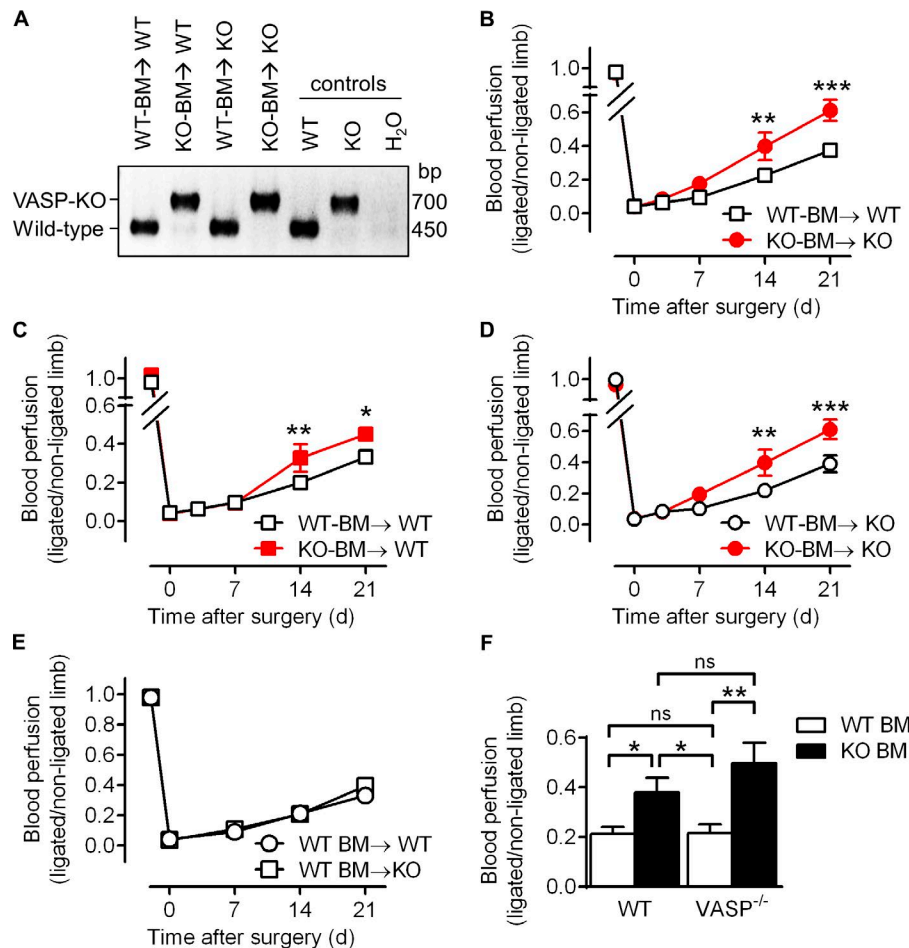 A
WT-BM→ WT
KO-BM→ WT
WT-BM→ KO
KO-BM→ KO
controls
WT
KO
H₂O
bp
VASP-KO
700
Wild-type
450
B
Blood perfusion
(ligated/non-ligated limb)
1.0
0.6
0.4
0.2
0.0
** ***
WT-BM→ WT
KO-BM→ KO
0 7 14 21
Time after surgery (d)
C
Blood perfusion
(ligated/non-ligated limb)
1.0
0.6
0.4
0.2
0.0
** *
WT-BM→ WT
KO-BM→ WT
0 7 14 21
Time after surgery (d)
D
Blood perfusion
(ligated/non-ligated limb)
1.0
0.6
0.4
0.2
0.0
** ***
WT-BM→ KO
KO-BM→ KO
0 7 14 21
Time after surgery (d)
E
Blood perfusion
(ligated/non-ligated limb)
1.0
0.8
0.6
0.4
0.2
0.0
WT BM→ WT
WT BM→KO
0 7 14 21
Time after surgery (d)
F
Blood perfusion
(ligated/non-ligated limb)
0.6
0.4
0.2
0.0
ns
ns **
* *
WT BM
KO BM
WT VASP⁻/⁻